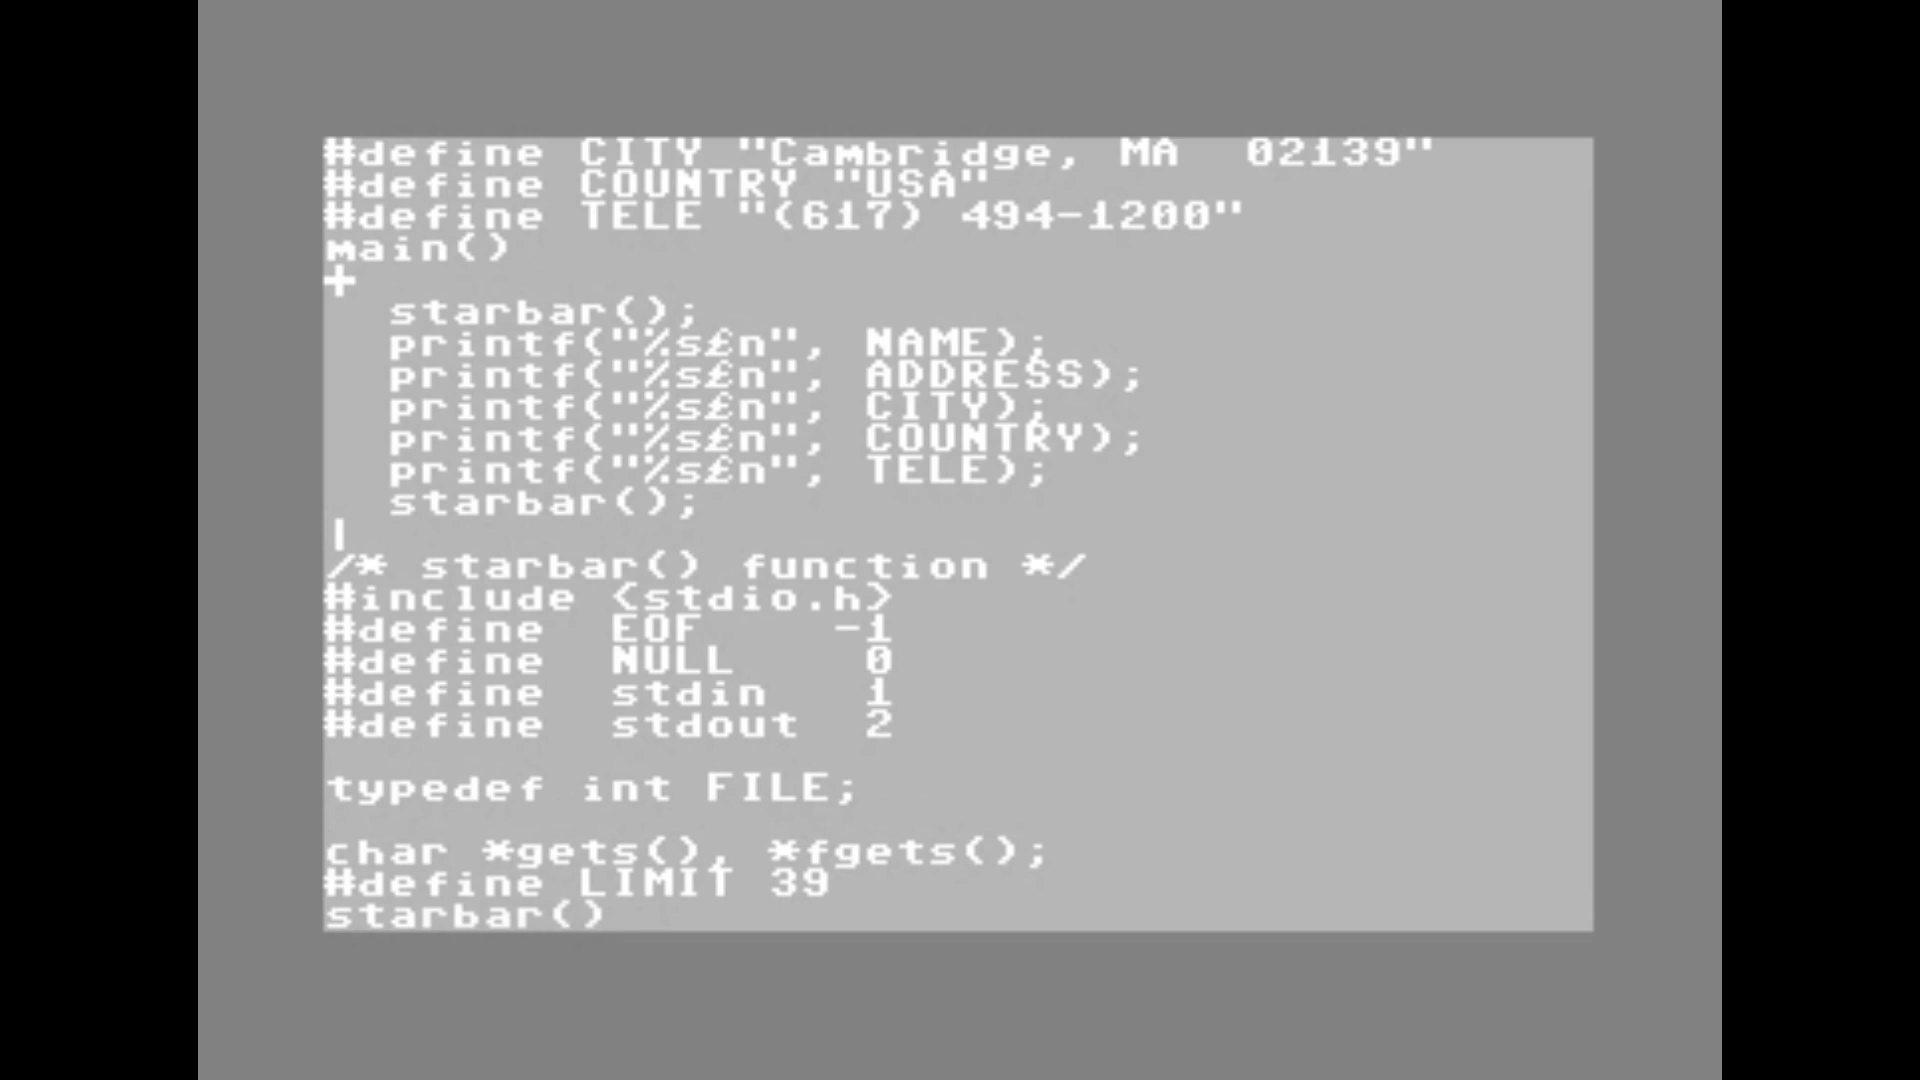 #define CITY "Cambridge, MA  02139"
#define COUNTRY "USA"
#define TELE "(617) 494-1200"
main()
+
  starbar();
  printf("%s£n", NAME);
  printf("%s£n", ADDRESS);
  printf("%s£n", CITY);
  printf("%s£n", COUNTRY);
  printf("%s£n", TELE);
  starbar();
|
/* starbar() function */
#include <stdio.h>
#define  EOF    -1
#define  NULL    0
#define  stdin   1
#define  stdout  2
typedef int FILE;
char *gets(), *fgets();
#define LIMIT 39
starbar()